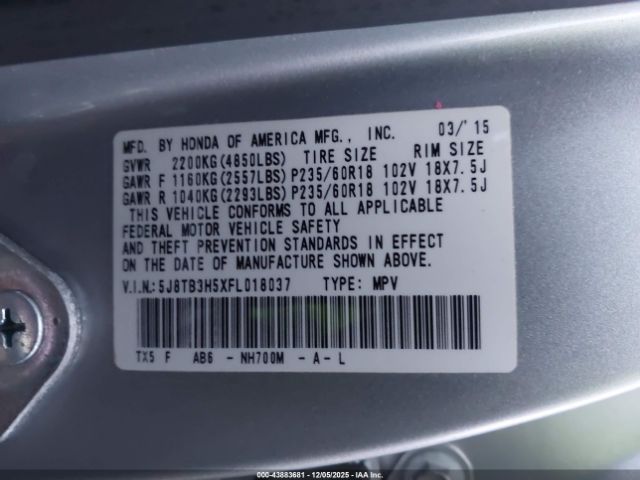 MFD. BY HONDA OF AMERICA MFG., INC. 03/'15
GVWR 2200KG(4850LBS) TIRE SIZE RIM SIZE
GAWR F 1160KG(2557LBS)P235/60R18 102V 18X7.5J
GAWR R 1040KG(2293LBS)P235/60R18 102V 18X7.5J
THIS VEHICLE CONFORMS TO ALL APPLICABLE
FEDERAL MOTOR VEHICLE SAFETY
AND THEFT PREVENTION STANDARDS IN EFFECT
ON THE DATE OF MANUFACTURE SHOWN ABOVE.
V.I.N.:5J8TB3H5XFL018037 TYPE: MPV
TX5 F AB6 - NH700M - A - L
000-43883681 - 12/05/2025 - IAA Inc.